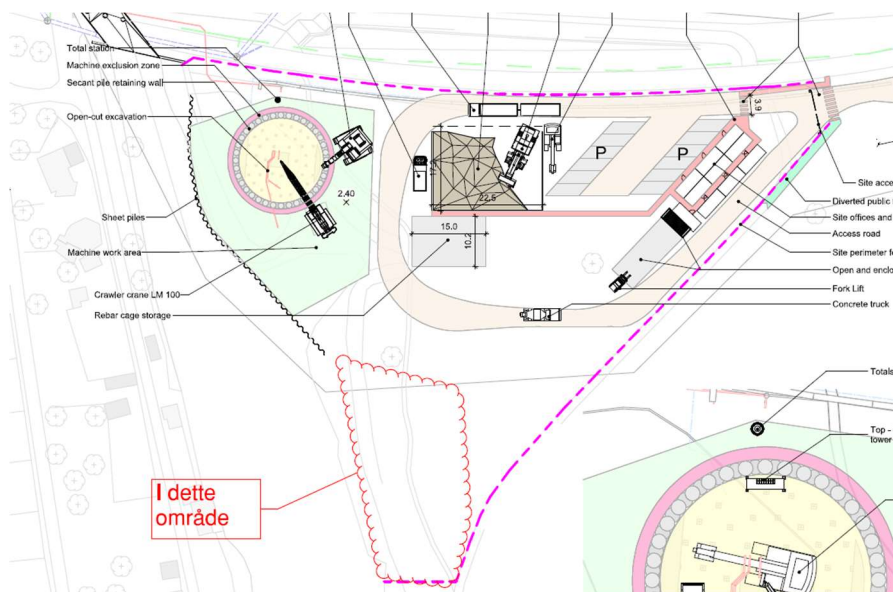 Total station
Machine exclusion zone
Secant pile retaining wall
Open-cut excavation
Sheet piles
Machine work area
Crawler crane LM 100
Rebar cage storage
2.40
22.5
15.0
10.2
3.9
P
P
Site acce
Diverted public
Site offices and
Access road
Site perimeter fe
Open and enclo
Fork Lift
Concrete truck
I dette
område
Totals
Top -
tower